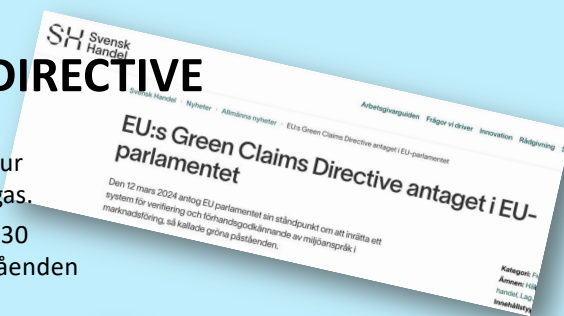 DIRECTIVE
ur
gas.
30
åenden
SH Svensk
Handel
Svensk Handel Nyheter Allmänna nyheter EU:s Green Claims Directive antaget i EU-parlamentet
Arbetsgivarguiden Frågor vi driver Innovation Rådgivning S
EU:s Green Claims Directive antaget i EU-
parlamentet
Den 12 mars 2024 antog EU parlamentet sin ståndpunkt om att inrätta ett
system för verifiering och förhandsgodkännande av miljöanspråk i
marknadsföring, så kallade gröna påståenden.
Kategori:
Ämnen:
handel, Lag
Innehållstyp